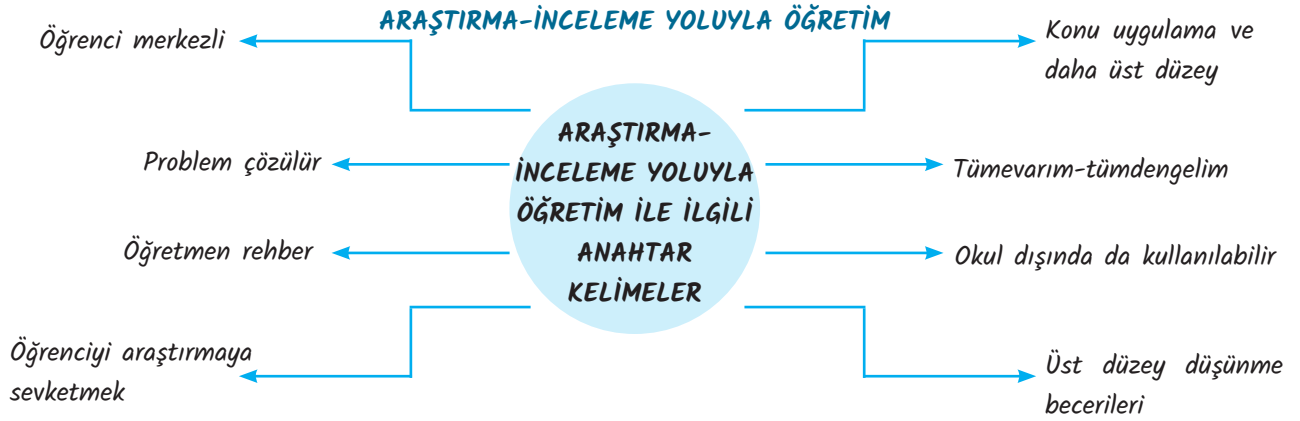 ARAŞTIRMA-İNCELEME YOLUYLA ÖĞRETİM
Öğrenci merkezli
Problem çözülür
Öğretmen rehber
Öğrenciyi araştırmaya
sevketmek
ARAŞTIRMA-
İNCELEME YOLUYLA
ÖĞRETİM İLE İLGİLİ
ANAHTAR
KELİMELER
Konu uygulama ve
daha üst düzey
Tümevarım-tümdengelim
Okul dışında da kullanılabilir
Üst düzey düşünme
becerileri